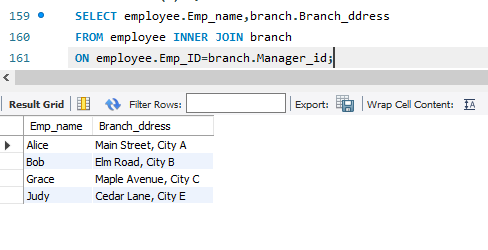 159 SELECT employee.Emp_name,branch.Branch_ddress
160 FROM employee INNER JOIN branch
161 ON employee.Emp_ID=branch.Manager_id;
Result Grid Filter Rows: Export: Wrap Cell Content:
Emp_name Branch_ddress
Alice Main Street, City A
Bob Elm Road, City B
Grace Maple Avenue, City C
Judy Cedar Lane, City E